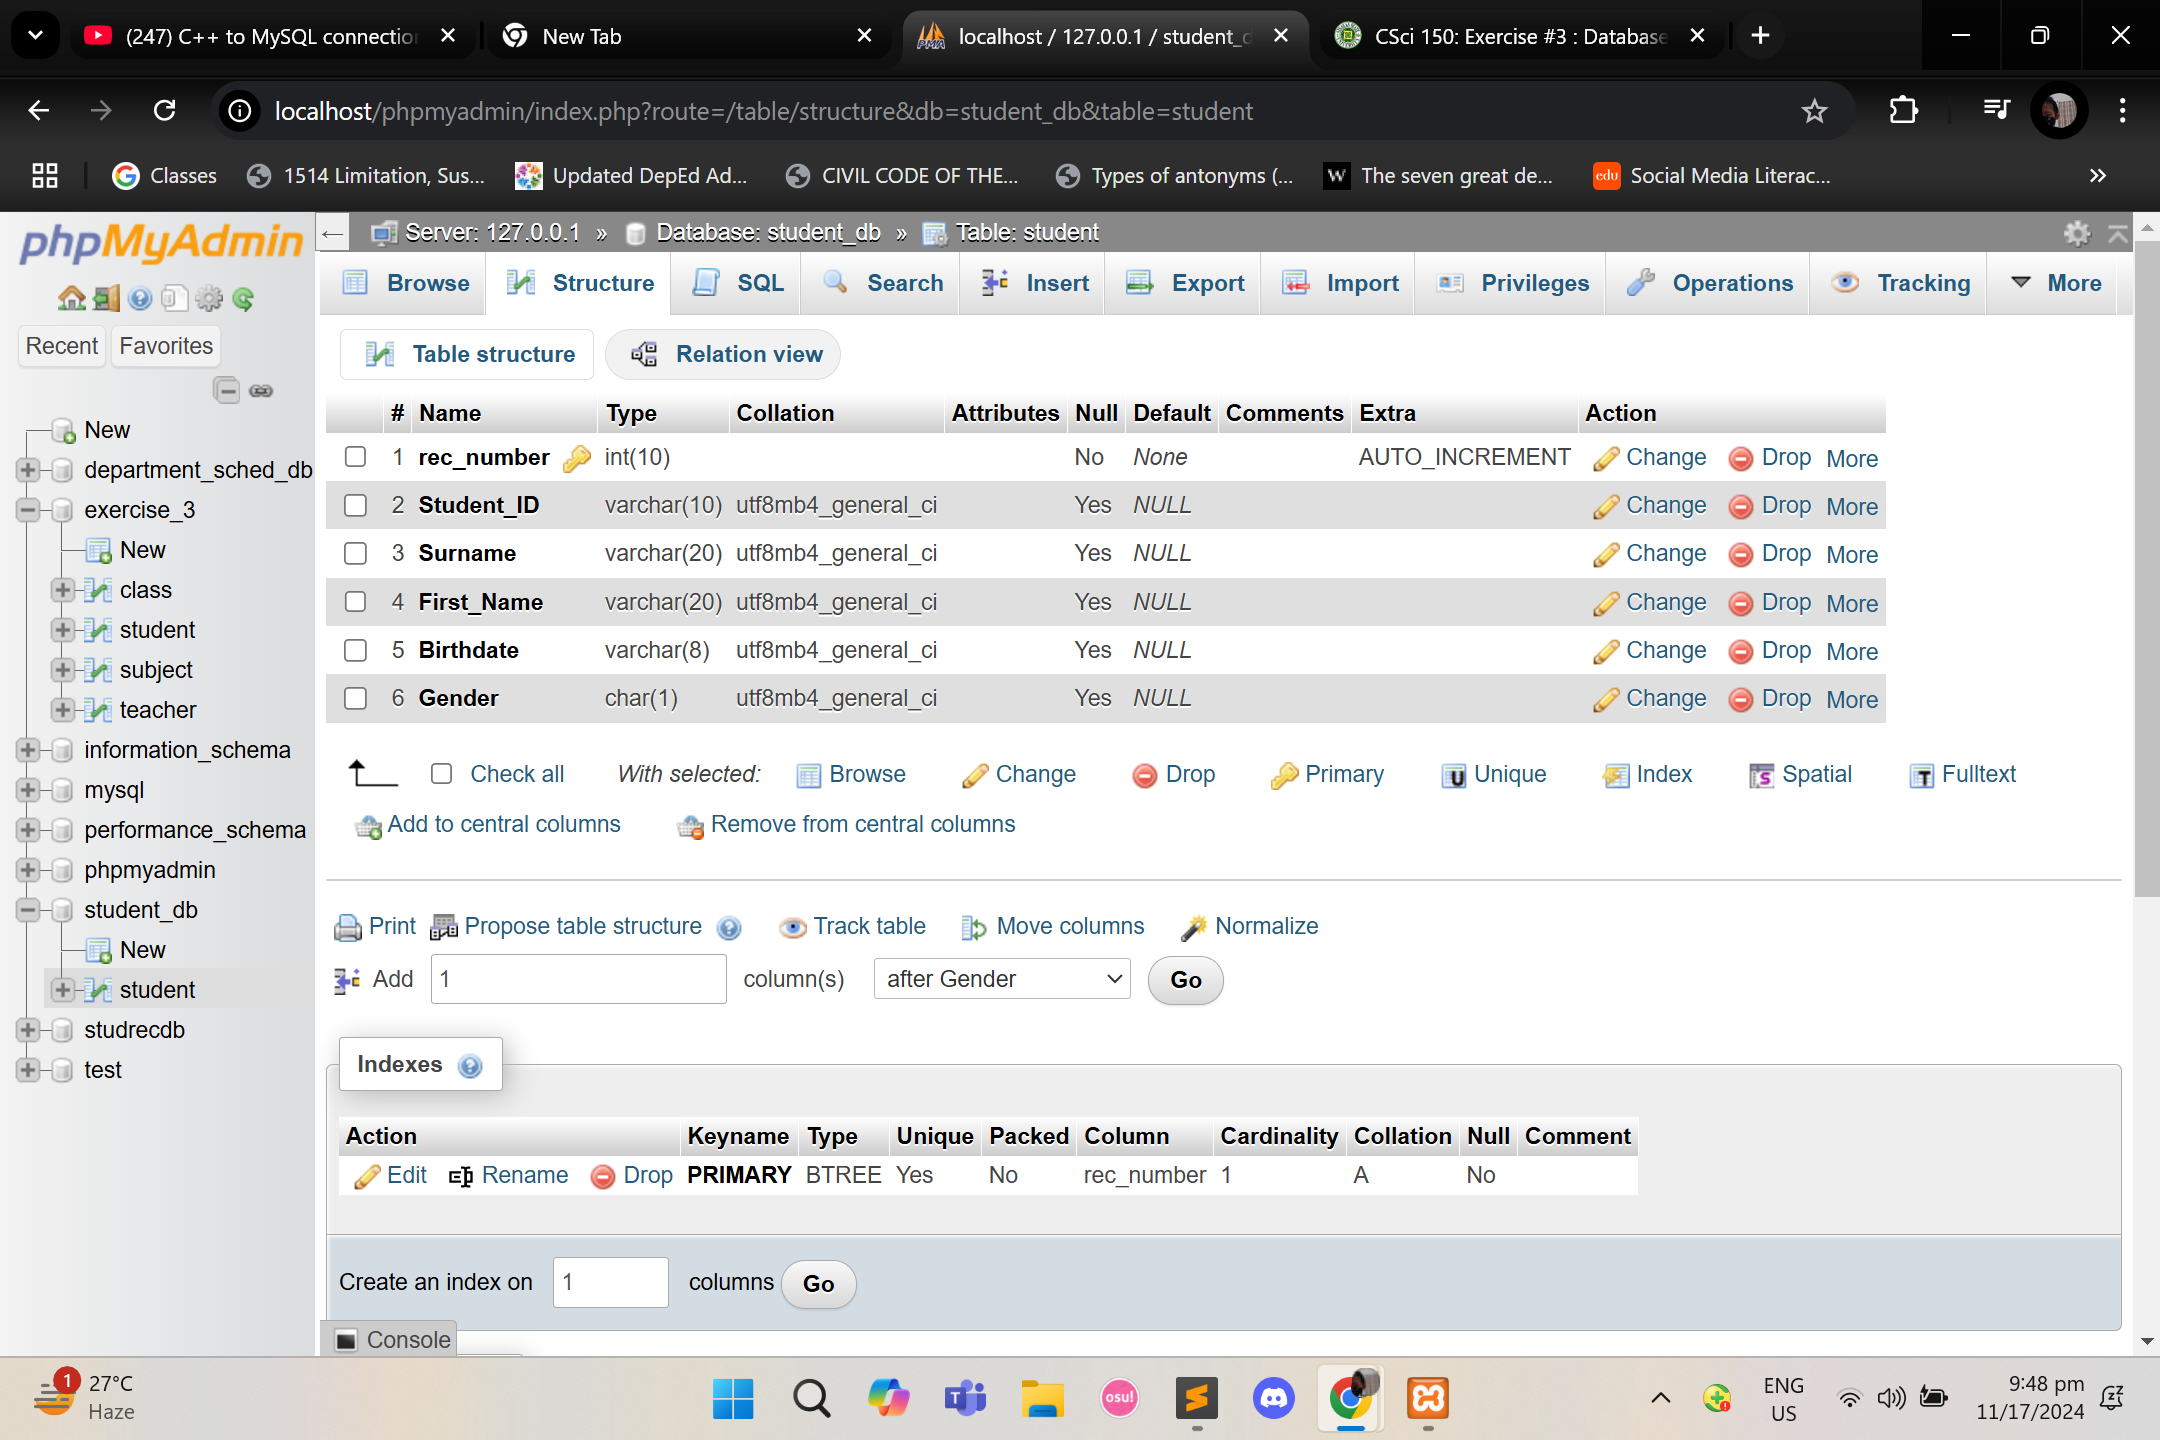 (247) C++ to MySQL connection
New Tab
localhost / 127.0.0.1 / student_d
CSci 150: Exercise #3 : Database
localhost/phpmyadmin/index.php?route=/table/structure&db=student_db&table=student
Classes
1514 Limitation, Sus...
Updated DepEd Ad...
CIVIL CODE OF THE...
Types of antonyms (...
W The seven great de...
edu Social Media Literac...
phpMyAdmin
Recent Favorites
New
department_sched_db
exercise_3
New
class
student
subject
teacher
information_schema
mysql
performance_schema
phpmyadmin
student_db
New
student
studrecdb
test
Server: 127.0.0.1 » Database: student_db » Table: student
Browse Structure SQL Search Insert Export Import Privileges Operations Tracking More
Table structure Relation view
# Name Type Collation Attributes Null Default Comments Extra Action
1 rec_number int(10) No None AUTO_INCREMENT Change Drop More
2 Student_ID varchar(10) utf8mb4_general_ci Yes NULL Change Drop More
3 Surname varchar(20) utf8mb4_general_ci Yes NULL Change Drop More
4 First_Name varchar(20) utf8mb4_general_ci Yes NULL Change Drop More
5 Birthdate varchar(8) utf8mb4_general_ci Yes NULL Change Drop More
6 Gender char(1) utf8mb4_general_ci Yes NULL Change Drop More
Check all With selected: Browse Change Drop Primary Unique Index Spatial Fulltext
Add to central columns Remove from central columns
Print Propose table structure Track table Move columns Normalize
Add 1 column(s) after Gender Go
Indexes
Action Keyname Type Unique Packed Column Cardinality Collation Null Comment
Edit Rename Drop PRIMARY BTREE Yes No rec_number 1 A No
Create an index on 1 columns Go
Console
1
27°C
Haze
osu!
ENG
US
9:48 pm
11/17/2024